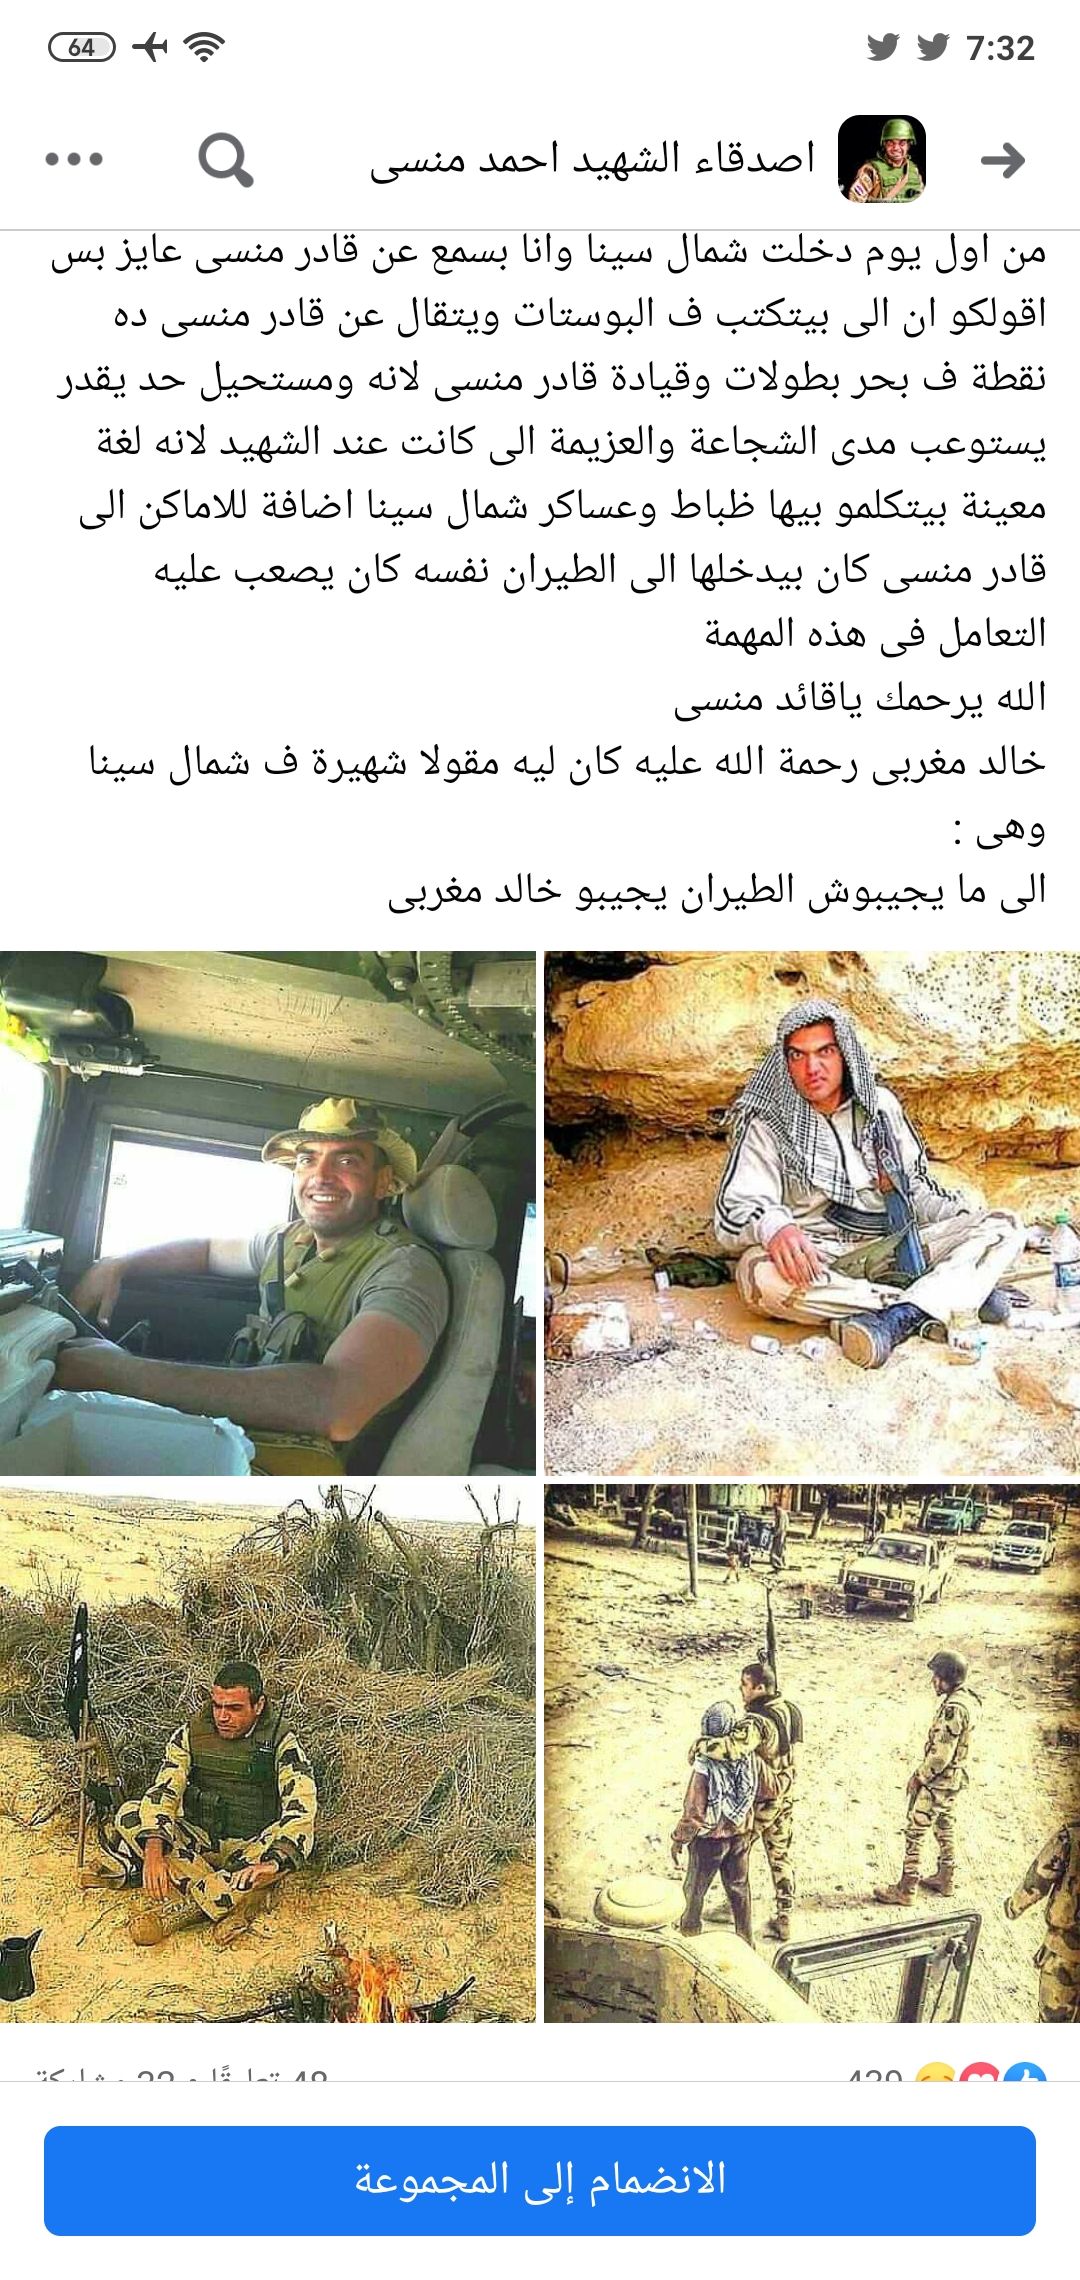 64 7:32
اصدقاء الشهيد احمد منسى
من اول يوم دخلت شمال سينا وانا بسمع عن قادر منسى عايز بس
اقولكو ان الى بيتكتب ف البوستات ويتقال عن قادر منسى ده
نقطة ف بحر بطولات وقيادة قادر منسى لانه ومستحيل حد يقدر
يستوعب مدى الشجاعة والعزيمة الى كانت عند الشهيد لانه لغة
معينة بيتكلمو بيها ظباط وعساكر شمال سينا اضافة للاماكن الى
قادر منسى كان بيدخلها الى الطيران نفسه كان يصعب عليه
التعامل فى هذه المهمة
الله يرحمك ياقائد منسى
خالد مغربى رحمة الله عليه كان ليه مقولا شهيرة ف شمال سينا
وهى :
الى ما يجيبوش الطيران يجيبو خالد مغربى
الانضمام إلى المجموعة